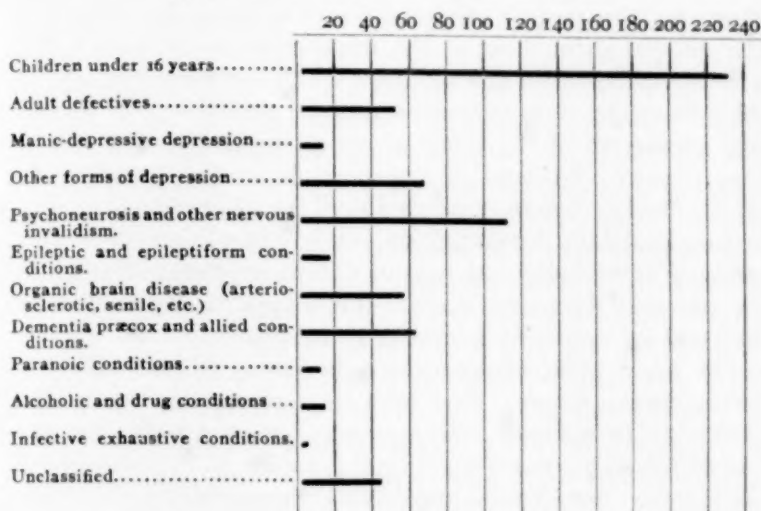 20 40 60 80 100 120 140 160 180 200 220 240
Children under 16 years..........
Adult defectives..................
Manic-depressive depression.....
Other forms of depression........
Psychoneurosis and other nervous
invalidism.
Epileptic and epileptiform con-
ditions.
Organic brain disease (arterio-
sclerotic, senile, etc.)
Dementia præcox and allied con-
ditions.
Paranoic conditions..............
Alcoholic and drug conditions...
Infective exhaustive conditions.
Unclassified.......................